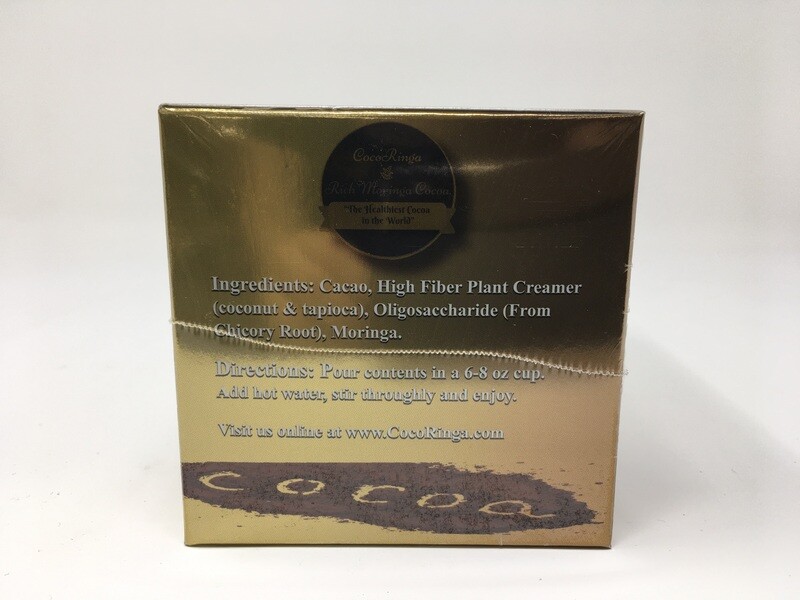 CocoRinga
Rich Moringa Cocoa
"The Healthiest Cocoa
in the World"
Ingredients: Cacao, High Fiber Plant Creamer
(coconut & tapioca), Oligosaccharide (From
Chicory Root), Moringa.
Directions: Pour contents in a 6-8 oz cup.
Add hot water, stir throughly and enjoy.
Visit us online at www.CocoRinga.com
cocoa